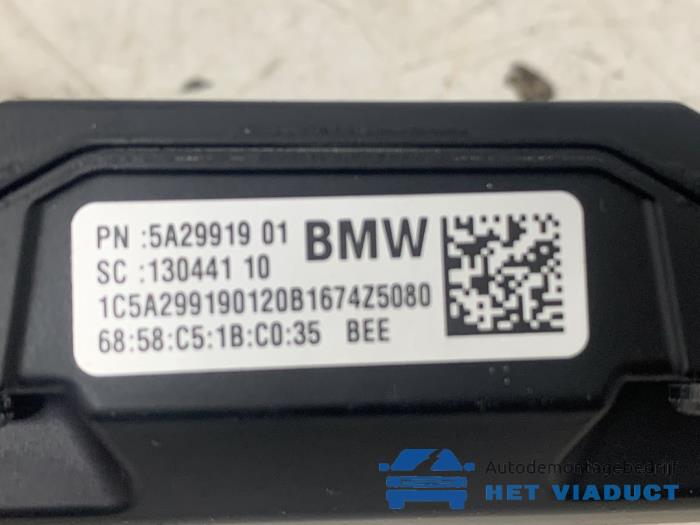 PN :5A29919 01 BMW
SC :130441 10
1C5A299190120B1674Z5080
68:58:C5:1B:C0:35 BEE
Autodemontagebedrijf
HET VIADUCT